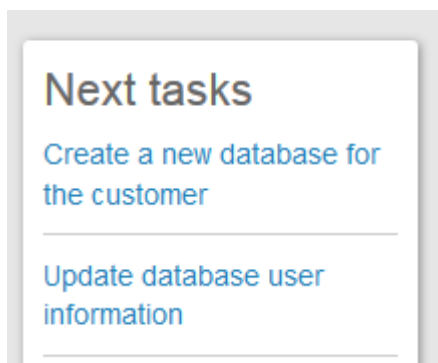 Next tasks
Create a new database for
the customer
Update database user
information